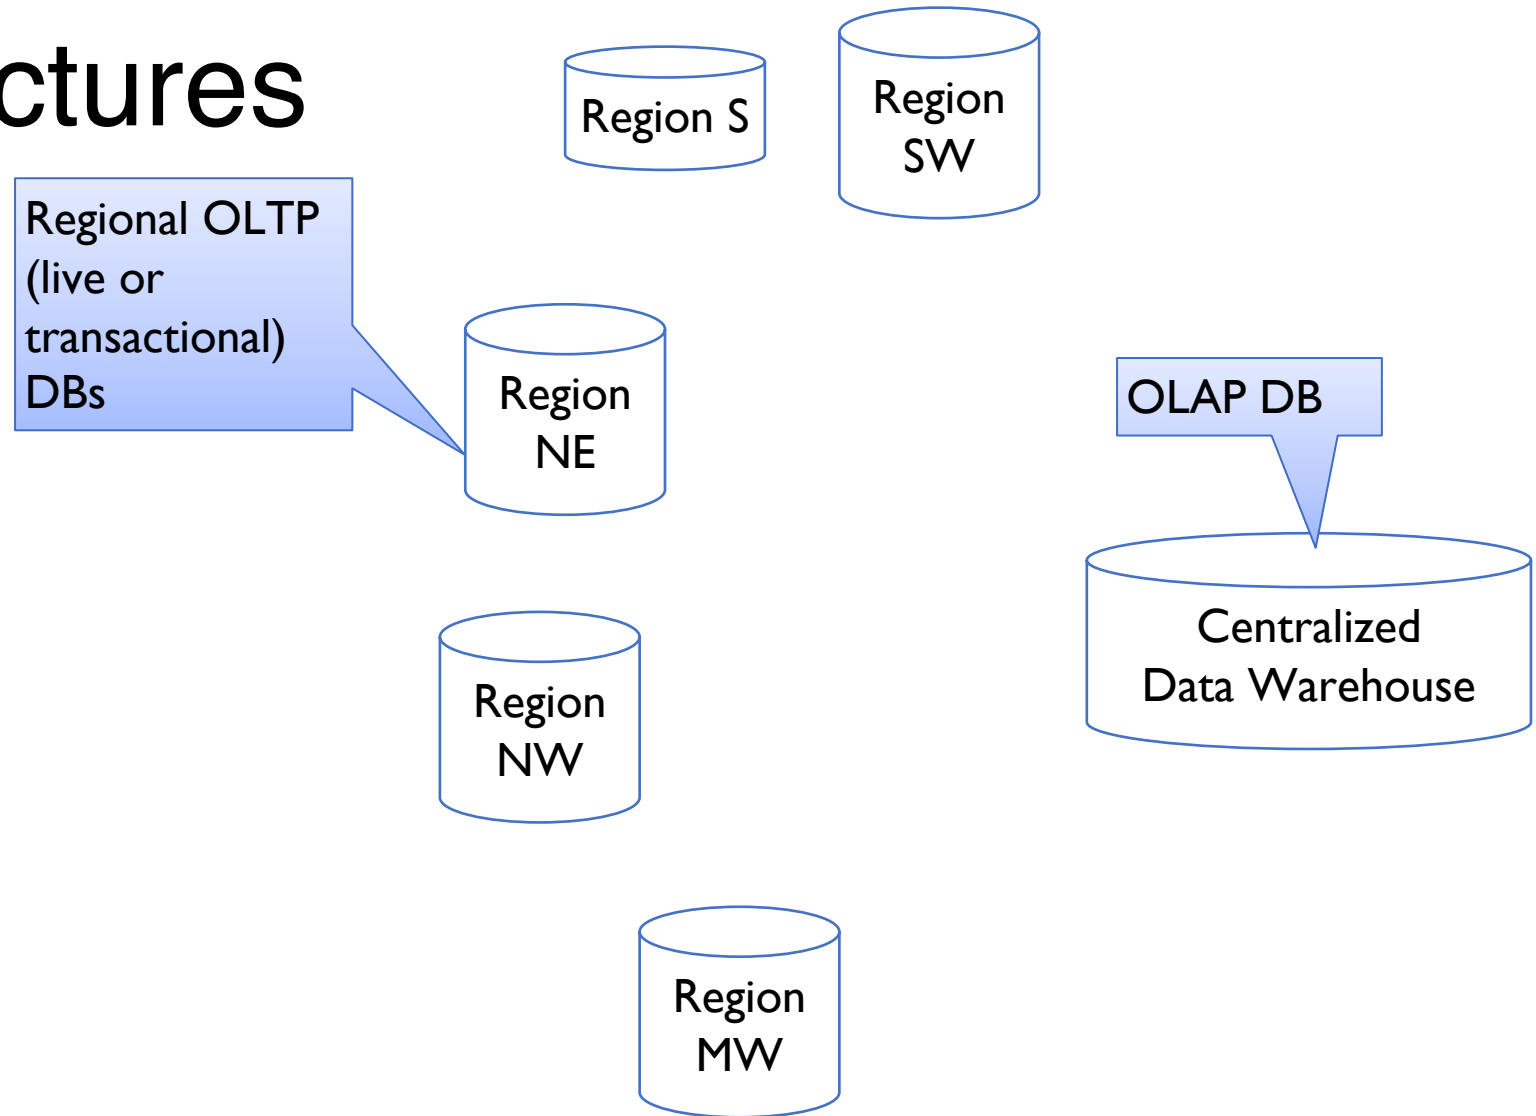 ctures
Region S
Region
SW
Regional OLTP
(live or
transactional)
DBs
Region
NE
OLAP DB
Centralized
Data Warehouse
Region
NW
Region
MW